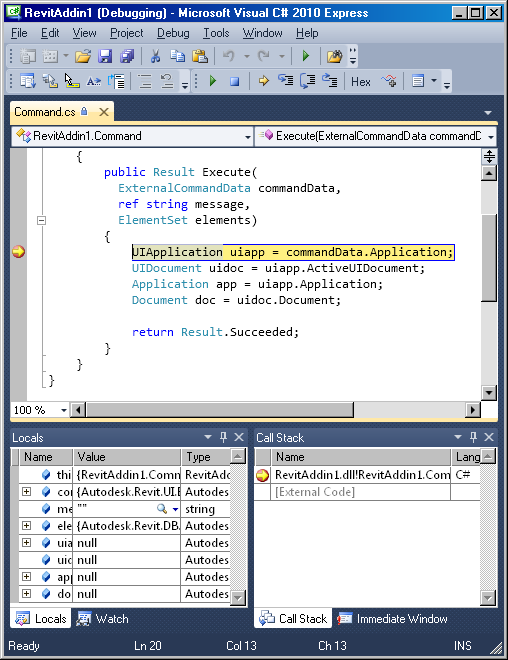 RevitAddin1 (Debugging) - Microsoft Visual C# 2010 Express
File Edit View Project Debug Data Tools Window Help
Hex
Command.cs
RevitAddin1.Command Execute(ExternalCommandData commandD
{
public Result Execute(
ExternalCommandData commandData,
ref string message,
ElementSet elements)
{
UIApplication uiapp = commandData.Application;
UIDocument uidoc = uiapp.ActiveUIDocument;
Application app = uiapp.Application;
Document doc = uidoc.Document;
return Result.Succeeded;
}
}
}
100 %
Locals
Name Value Type
thi {RevitAddin1.Comm RevitAd
cor {Autodesk.Revit.UI.E Autodes
me "" string
ele {Autodesk.Revit.DB. Autodes
uia null Autodes
uio null Autodes
app null Autodes
do null Autodes
Locals Watch
Call Stack
Name Lang
RevitAddin1.dll!RevitAddin1.Com C#
[External Code]
Call Stack Immediate Window
Ready Ln 20 Col 13 Ch 13 INS